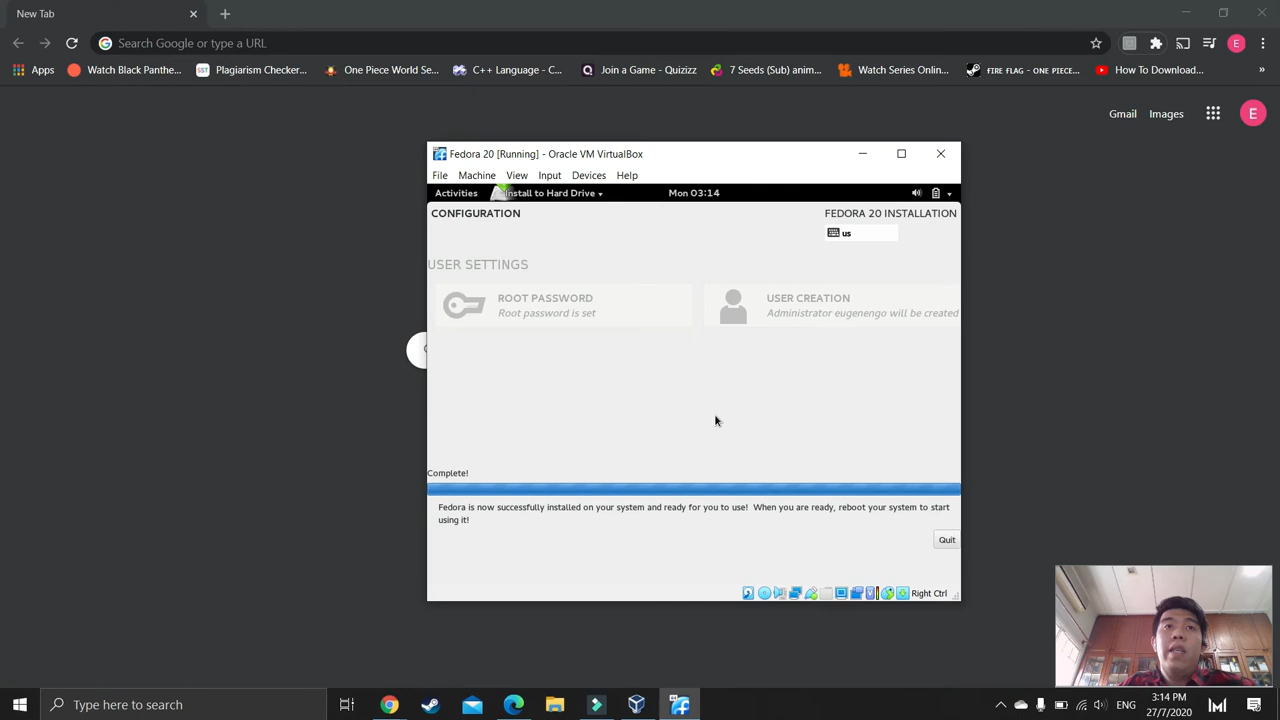 New Tab
Search Google or type a URL
Apps
Watch Black Panthe...
Plagiarism Checker...
One Piece World Se...
C++ Language - C...
Join a Game - Quizizz
7 Seeds (Sub) anim...
Watch Series Onlin...
FIRE FLAG - ONE PIECE...
How To Download...
»
E
Gmail
Images
E
Fedora 20 [Running] - Oracle VM VirtualBox
File Machine View Input Devices Help
Activities
Install to Hard Drive
Mon 03:14
CONFIGURATION
FEDORA 20 INSTALLATION
us
USER SETTINGS
ROOT PASSWORD
Root password is set
USER CREATION
Administrator eugenengo will be created
Complete!
Fedora is now successfully installed on your system and ready for you to use! When you are ready, reboot your system to start
using it!
Quit
Right Ctrl
Type here to search
ENG
3:14 PM
27/7/2020